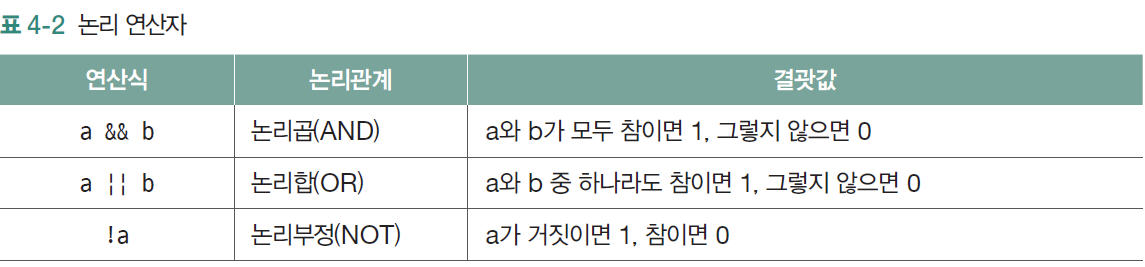 표 4-2 논리 연산자
연산식 논리관계 결괏값
a && b 논리곱(AND) a와 b가 모두 참이면 1, 그렇지 않으면 0
a ¦¦ b 논리합(OR) a와 b 중 하나라도 참이면 1, 그렇지 않으면 0
!a 논리부정(NOT) a가 거짓이면 1, 참이면 0